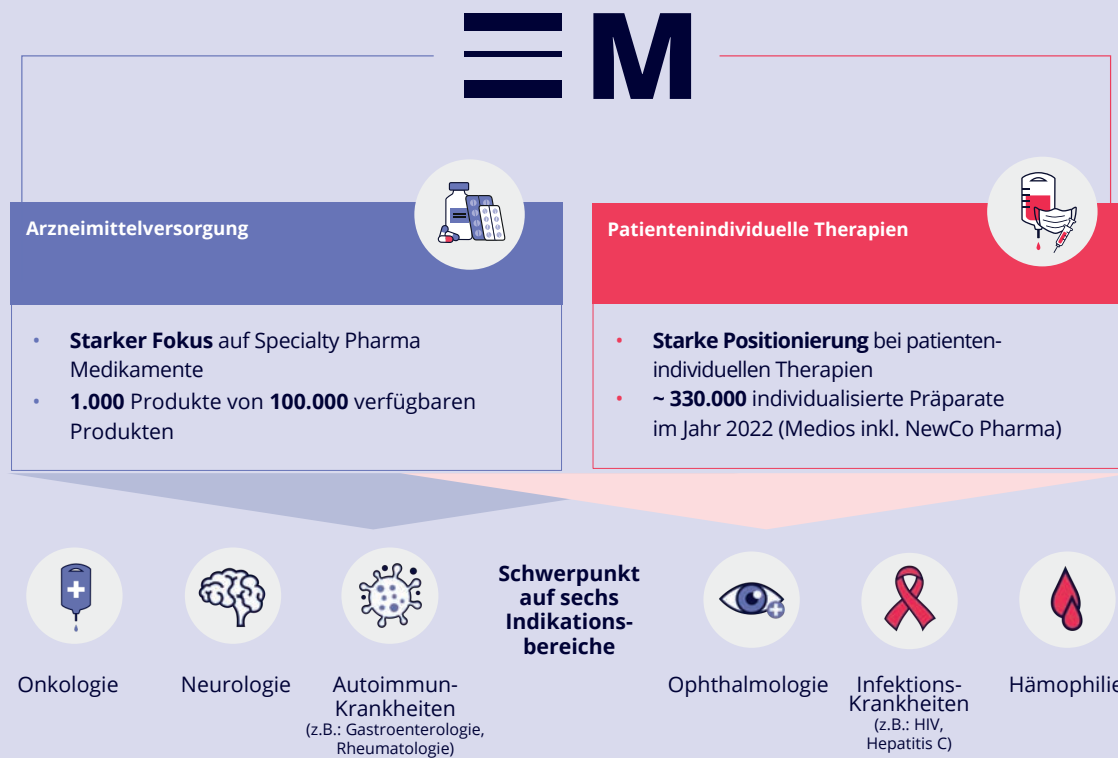 M
Arzneimittelversorgung
• Starker Fokus auf Specialty Pharma
Medikamente
• 1.000 Produkte von 100.000 verfügbaren
Produkten
Patientenindividuelle Therapien
• Starke Positionierung bei patienten-
individuellen Therapien
• ~ 330.000 individualisierte Präparate
im Jahr 2022 (Medios inkl. NewCo Pharma)
Schwerpunkt
auf sechs
Indikations-
bereiche
Onkologie
Neurologie
Autoimmun-
Krankheiten
(z.B.: Gastroenterologie,
Rheumatologie)
Ophthalmologie
Infektions-
Krankheiten
(z.B.: HIV,
Hepatitis C)
Hämophilie